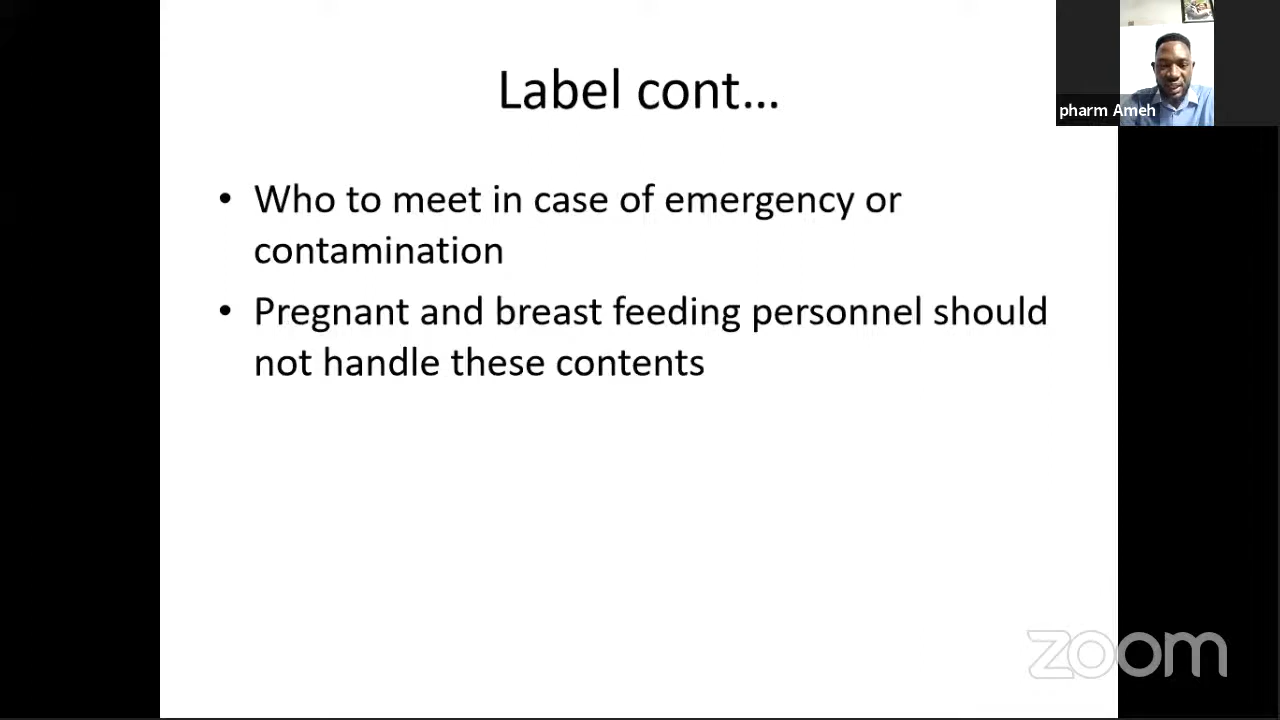 Label cont...
pharm Ameh
• Who to meet in case of emergency or
contamination
• Pregnant and breast feeding personnel should
not handle these contents
zoom